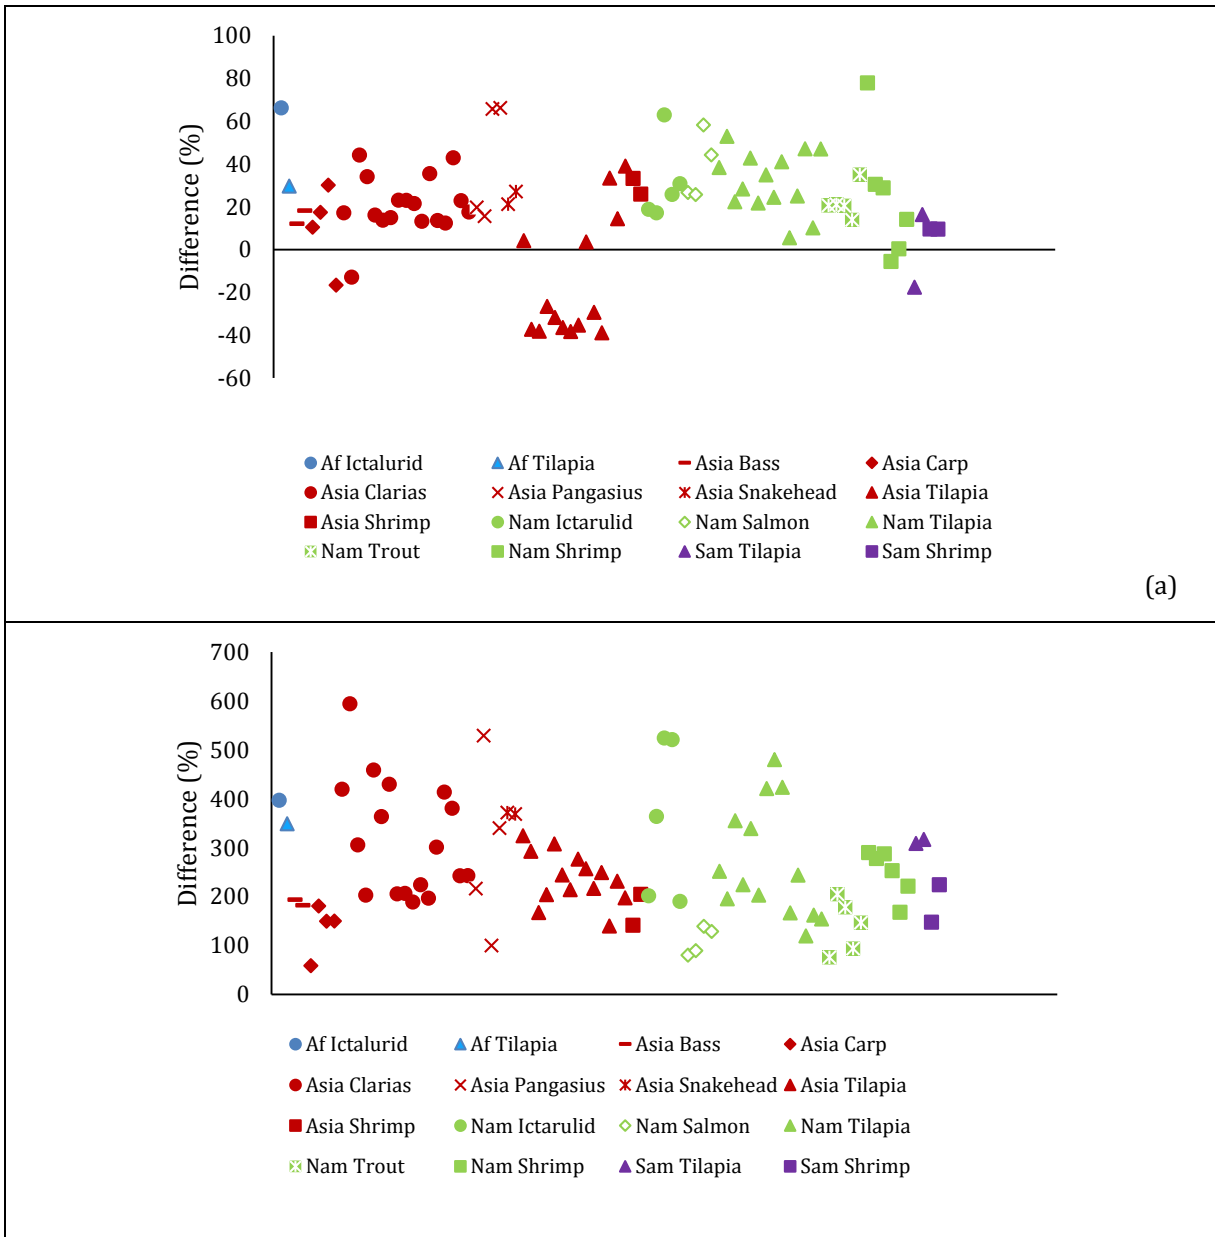 100
80
60
40
20
0
-20
-40
-60
Difference (%)
Af Ictalurid Af Tilapia Asia Bass Asia Carp
Asia Clarias Asia Pangasius Asia Snakehead Asia Tilapia
Asia Shrimp Nam Ictarulid Nam Salmon Nam Tilapia
Nam Trout Nam Shrimp Sam Tilapia Sam Shrimp
(a)
700
600
500
400
300
200
100
0
Difference (%)
Af Ictalurid Af Tilapia Asia Bass Asia Carp
Asia Clarias Asia Pangasius Asia Snakehead Asia Tilapia
Asia Shrimp Nam Ictarulid Nam Salmon Nam Tilapia
Nam Trout Nam Shrimp Sam Tilapia Sam Shrimp